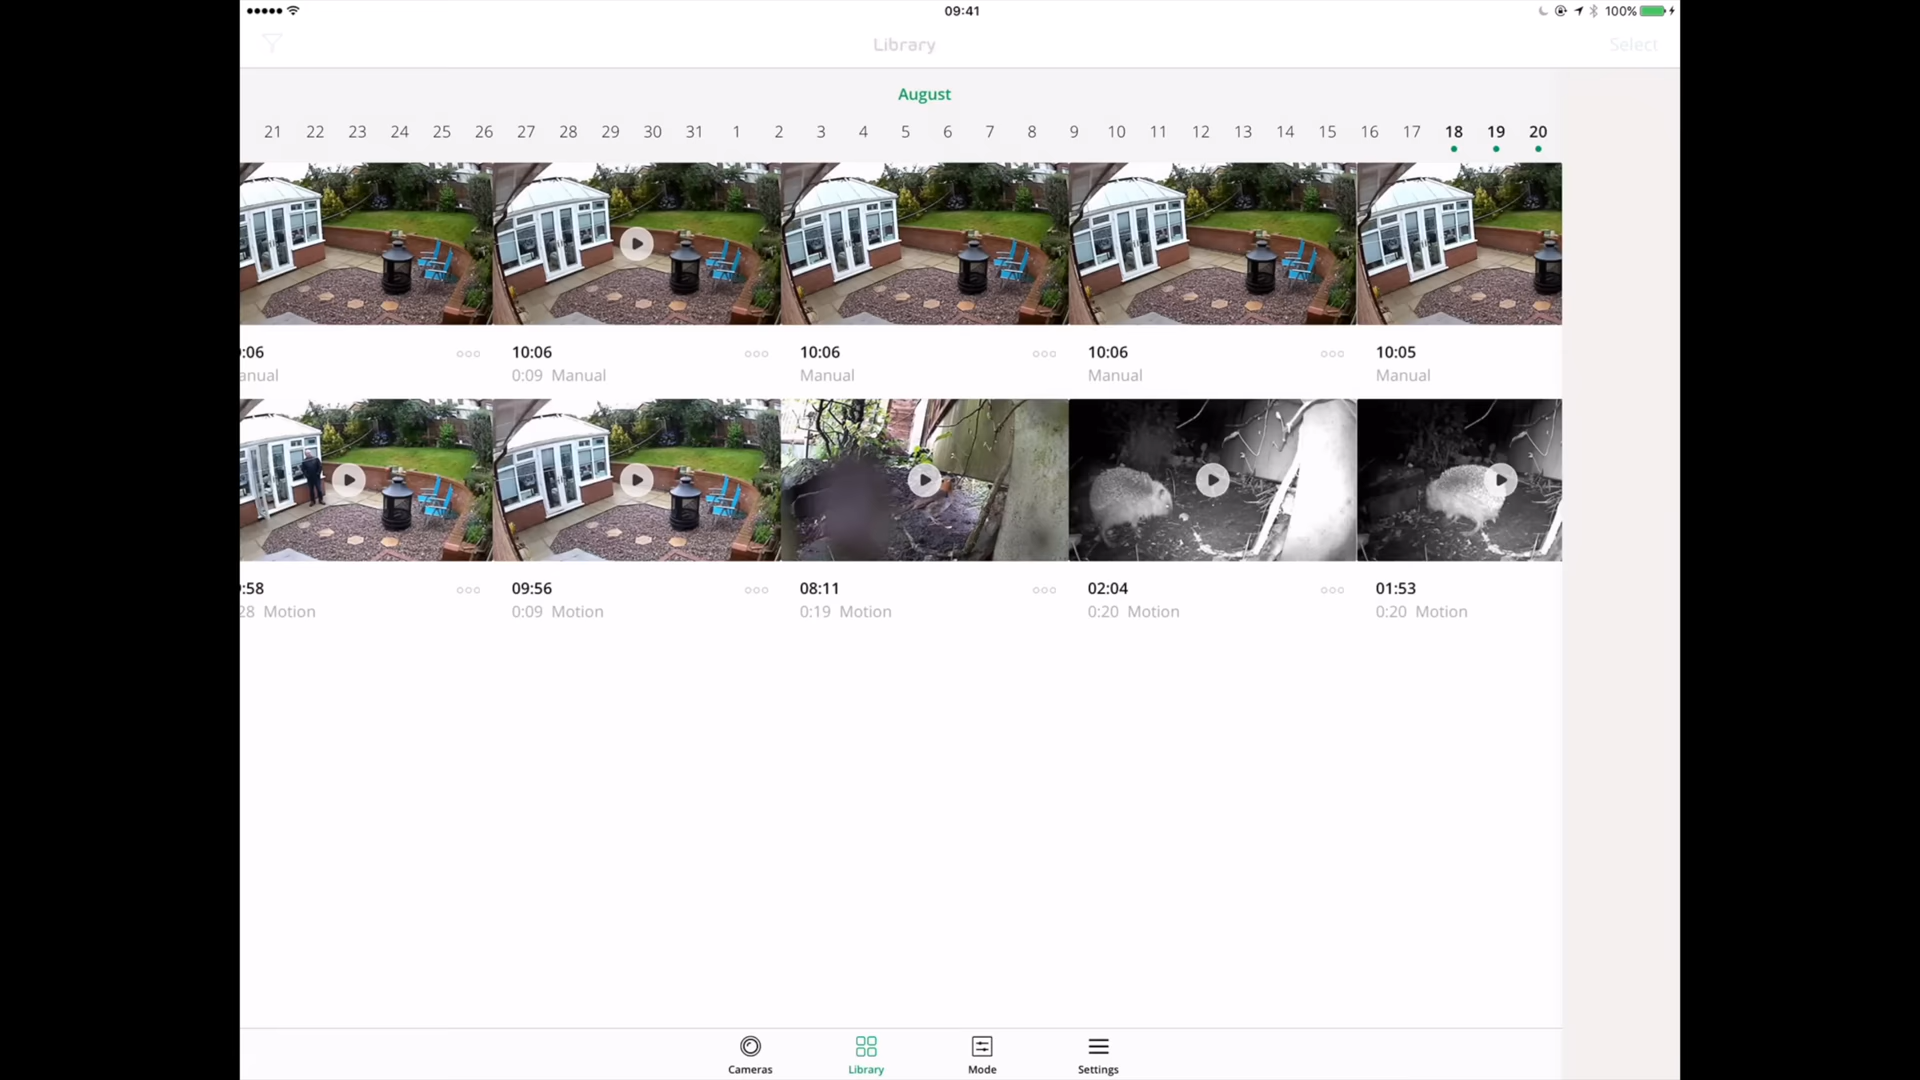 09:41
100%
Library
Select
August
21 22 23 24 25 26 27 28 29 30 31 1 2 3 4 5 6 7 8 9 10 11 12 13 14 15 16 17 18 19 20
:06
anual
10:06
0:09 Manual
10:06
Manual
10:06
Manual
10:05
Manual
:58
28 Motion
09:56
0:09 Motion
08:11
0:19 Motion
02:04
0:20 Motion
01:53
0:20 Motion
Cameras
Library
Mode
Settings